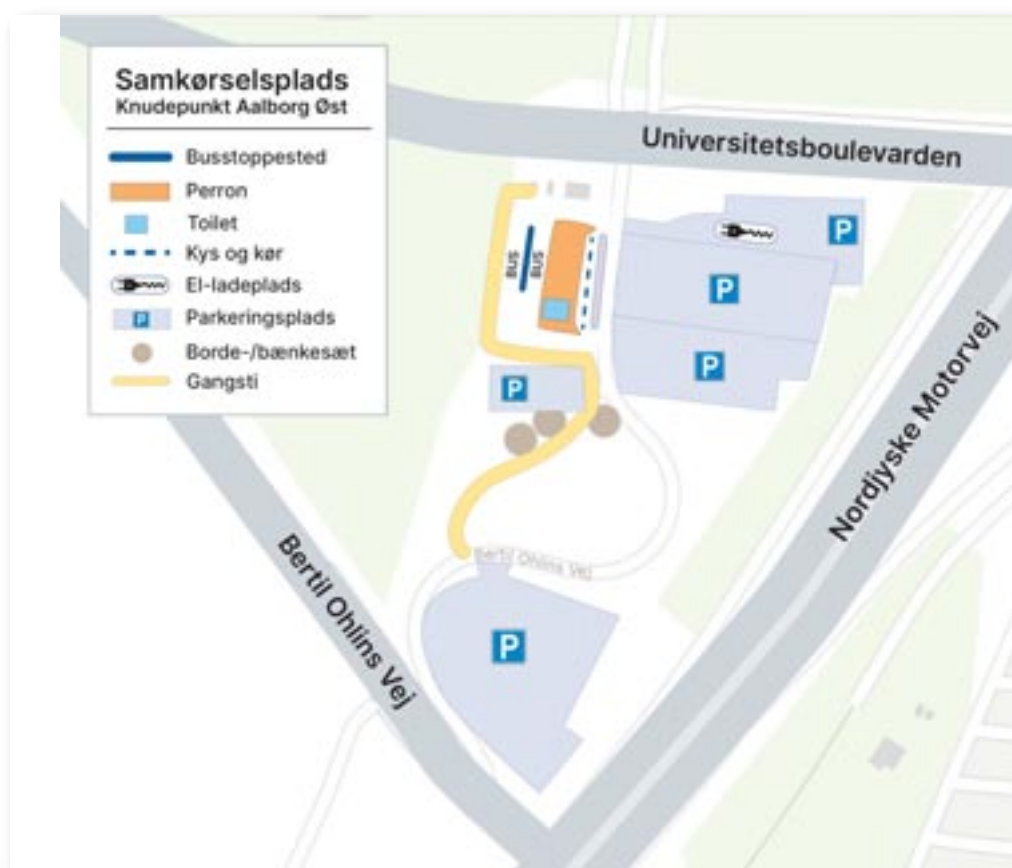 Samkørselsplads
Knudepunkt Aalborg Øst
Busstoppested
Perron
Toilet
Kys og kør
El-ladeplads
P Parkeringsplads
Borde-/bænkesæt
Gangsti
Universitetsboulevarden
P
BUS
BUS
P
P
P
Nordjyske Motorvej
Bertil Ohlins Vej
Bertil Ohlins Vej
P